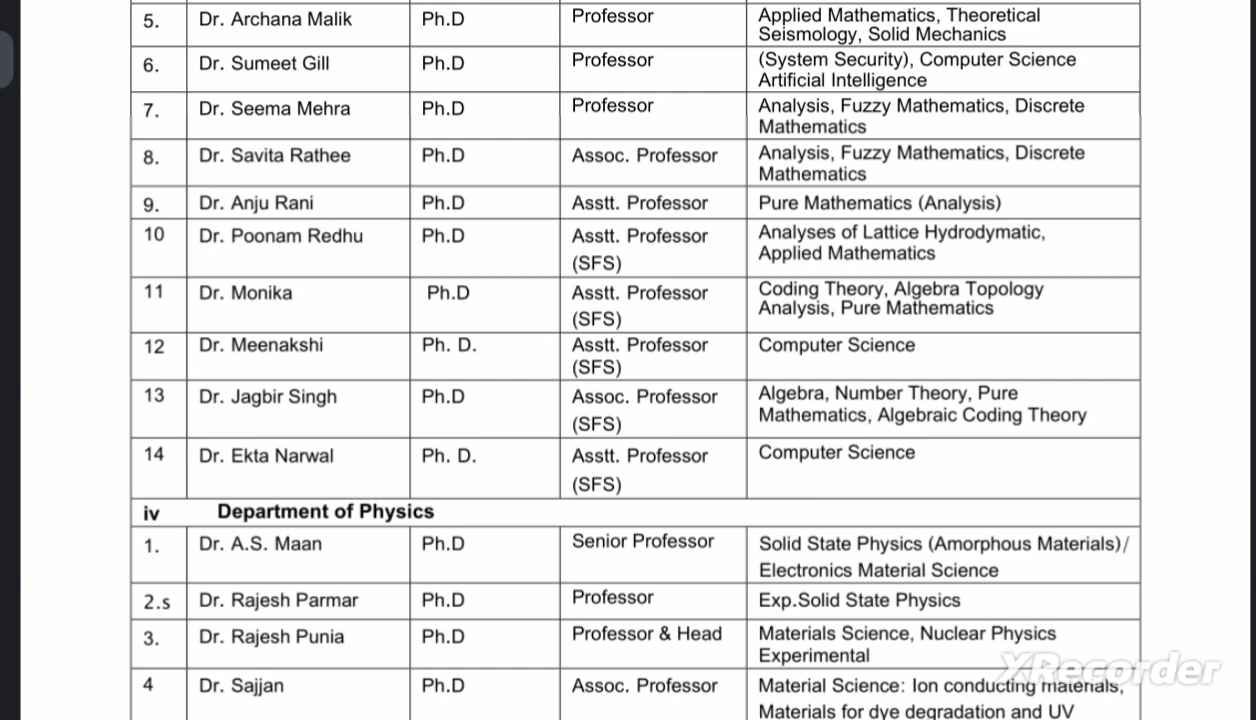 5. Dr. Archana Malik Ph.D Professor Applied Mathematics, Theoretical
Seismology, Solid Mechanics
6. Dr. Sumeet Gill Ph.D Professor (System Security), Computer Science
Artificial Intelligence
7. Dr. Seema Mehra Ph.D Professor Analysis, Fuzzy Mathematics, Discrete
Mathematics
8. Dr. Savita Rathee Ph.D Assoc. Professor Analysis, Fuzzy Mathematics, Discrete
Mathematics
9. Dr. Anju Rani Ph.D Asstt. Professor Pure Mathematics (Analysis)
10 Dr. Poonam Redhu Ph.D Asstt. Professor Analyses of Lattice Hydrodymatic,
(SFS) Applied Mathematics
11 Dr. Monika Ph.D Asstt. Professor Coding Theory, Algebra Topology
(SFS) Analysis, Pure Mathematics
12 Dr. Meenakshi Ph. D. Asstt. Professor Computer Science
(SFS)
13 Dr. Jagbir Singh Ph.D Assoc. Professor Algebra, Number Theory, Pure
(SFS) Mathematics, Algebraic Coding Theory
14 Dr. Ekta Narwal Ph. D. Asstt. Professor Computer Science
(SFS)
iv Department of Physics
1. Dr. A.S. Maan Ph.D Senior Professor Solid State Physics (Amorphous Materials)/
Electronics Material Science
2.s Dr. Rajesh Parmar Ph.D Professor Exp.Solid State Physics
3. Dr. Rajesh Punia Ph.D Professor & Head Materials Science, Nuclear Physics
Experimental
4 Dr. Sajjan Ph.D Assoc. Professor Material Science: Ion conducting materials,
Materials for dye degradation and UV
XRecorder